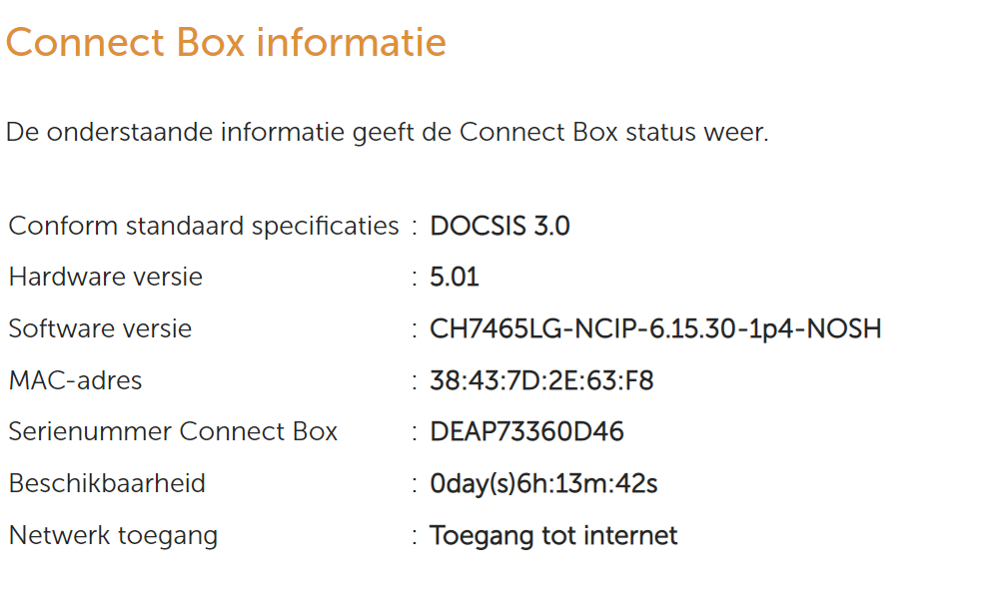 Connect Box informatie
De onderstaande informatie geeft de Connect Box status weer.
Conform standaard specificaties : DOCSIS 3.0
Hardware versie : 5.01
Software versie : CH7465LG-NCIP-6.15.30-1p4-NOSH
MAC-adres : 38:43:7D:2E:63:F8
Serienummer Connect Box : DEAP73360D46
Beschikbaarheid : 0day(s)6h:13m:42s
Netwerk toegang : Toegang tot internet